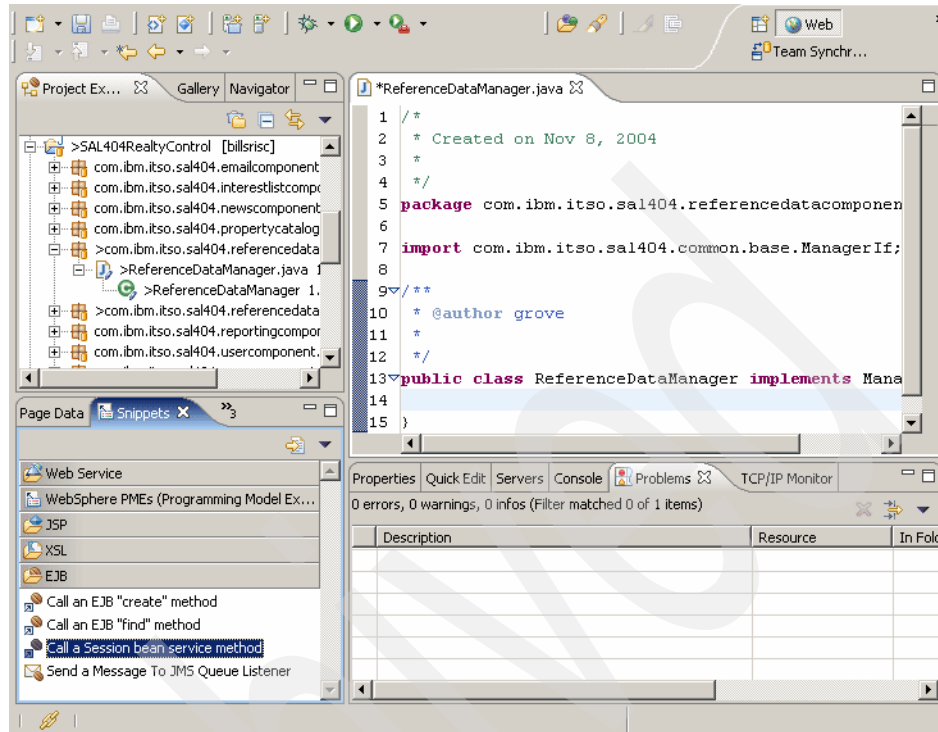 Web
Team Synchr...
Project Ex...
Gallery
Navigator
>SAL404RealtyControl [billsrisc]
com.ibm.itso.sal404.emailcomponent
com.ibm.itso.sal404.interestlistcompo
com.ibm.itso.sal404.newscomponent
com.ibm.itso.sal404.propertycatalog
>com.ibm.itso.sal404.referencedata
>ReferenceDataManager.java 1
>ReferenceDataManager 1.
>com.ibm.itso.sal404.referencedata
com.ibm.itso.sal404.reportingcompor
com.ibm.itso.sal404.usercomponent.
*ReferenceDataManager.java
1 /*
2 * Created on Nov 8, 2004
3 *
4 */
5 package com.ibm.itso.sal404.referencedatacomponen
6
7 import com.ibm.itso.sal404.common.base.ManagerIf;
8
9 /**
10 * @author grove
11 *
12 */
13 public class ReferenceDataManager implements Mana
14
15 }
Page Data
Snippets
»3
Web Service
WebSphere PMEs (Programming Model Ex...
JSP
XSL
EJB
Call an EJB "create" method
Call an EJB "find" method
Call a Session bean service method
Send a Message To JMS Queue Listener
Properties
Quick Edit
Servers
Console
Problems
TCP/IP Monitor
0 errors, 0 warnings, 0 infos (Filter matched 0 of 1 items)
Description
Resource
In Fold